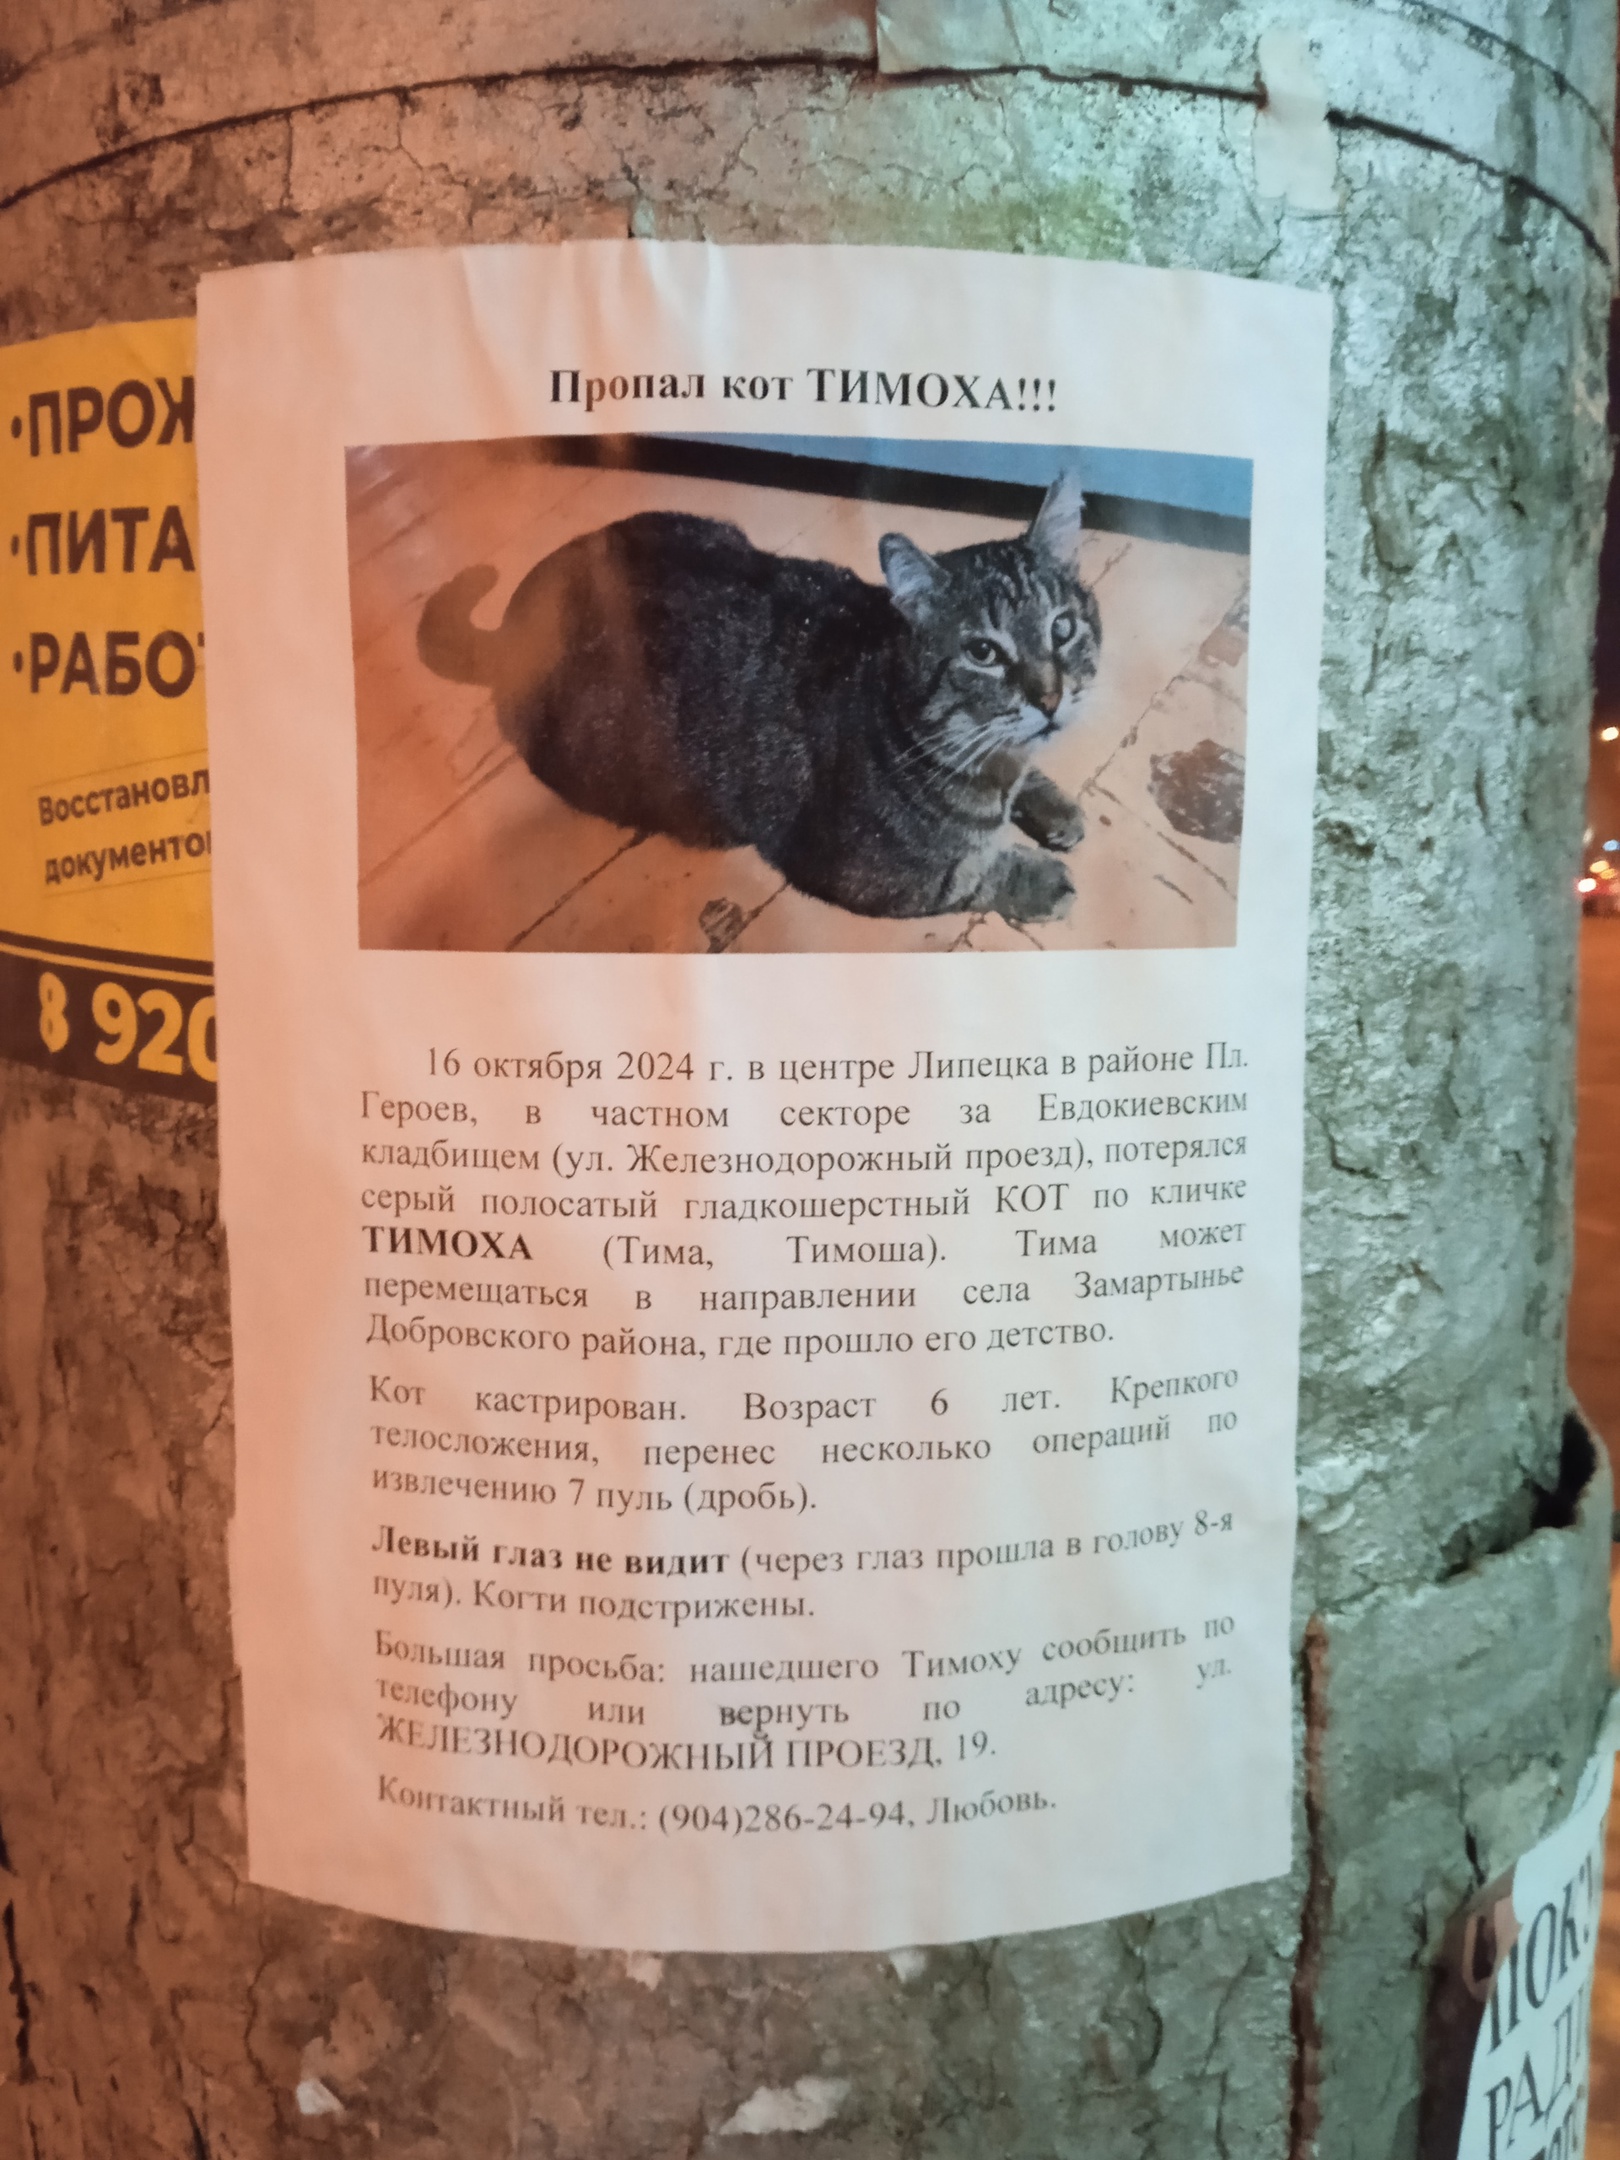 Пропал кот ТИМОХА!!!
16 октября 2024 г. в центре Липецка в районе Пл.
Героев, в частном секторе за Евдокиевским
кладбищем (ул. Железнодорожный проезд), потерялся
серый полосатый гладкошерстный КОТ по кличке
ТИМОХА (Тима, Тимоша). Тима может
перемещаться в направлении села Замартынье
Добровского района, где прошло его детство.
Кот кастрирован. Возраст 6 лет. Крепкого
телосложения, перенес несколько операций по
извлечению 7 пуль (дробь).
Левый глаз не видит (через глаз прошла в голову 8-я
пуля). Когти подстрижены.
Большая просьба: нашедшего Тимоху сообщить по
телефону или вернуть по адресу: ул.
ЖЕЛЕЗНОДОРОЖНЫЙ ПРОЕЗД, 19.
Контактный тел.: (904)286-24-94, Любовь.
•ПРОЖ
•ПИТА
•РАБО
Восстановл
документо
8 920